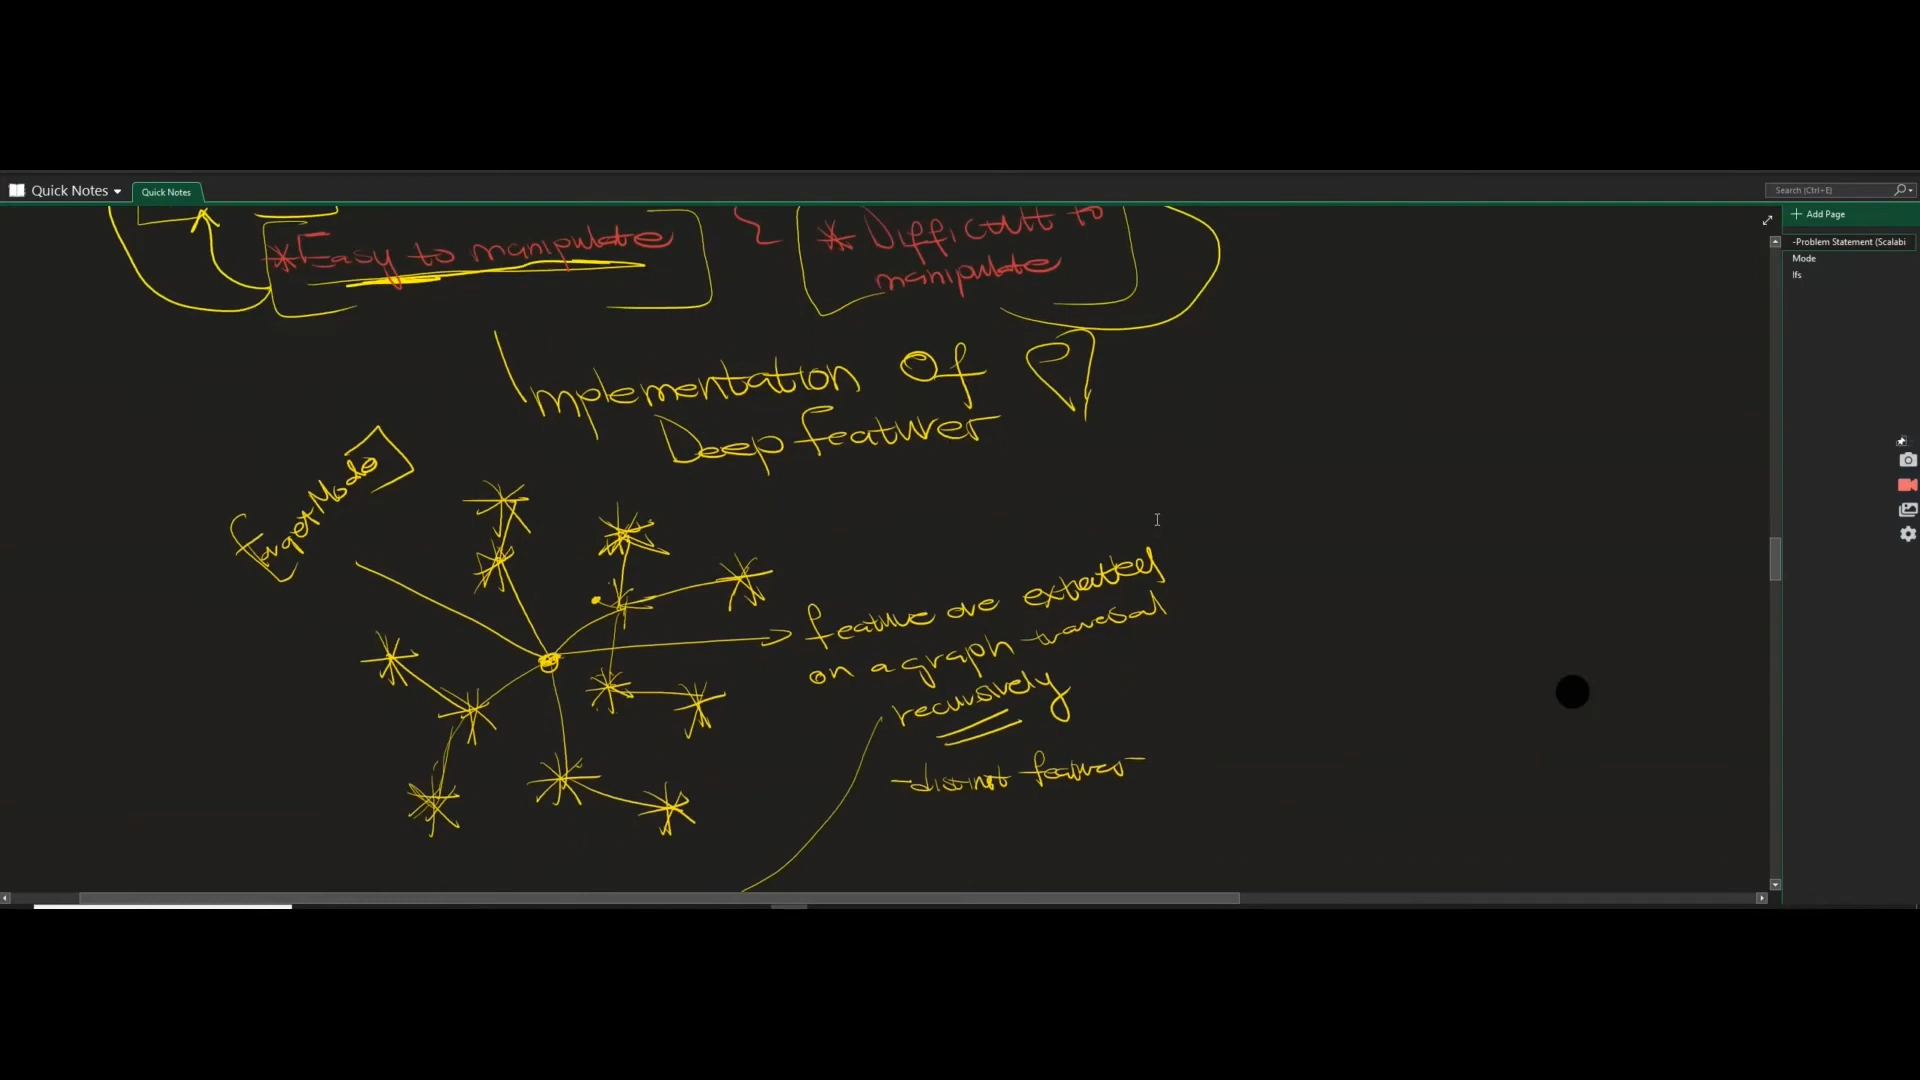 Quick Notes
Quick Notes
Search (Ctrl+E)
Add Page
-Problem Statement (Scalabi
Mode
lfs
*Easy to manipulate
* Difficult to
manipulate
Implementation Of
Deep features
Target Mode
feature are extracted
on a graph traversal
recursively
-distinct features